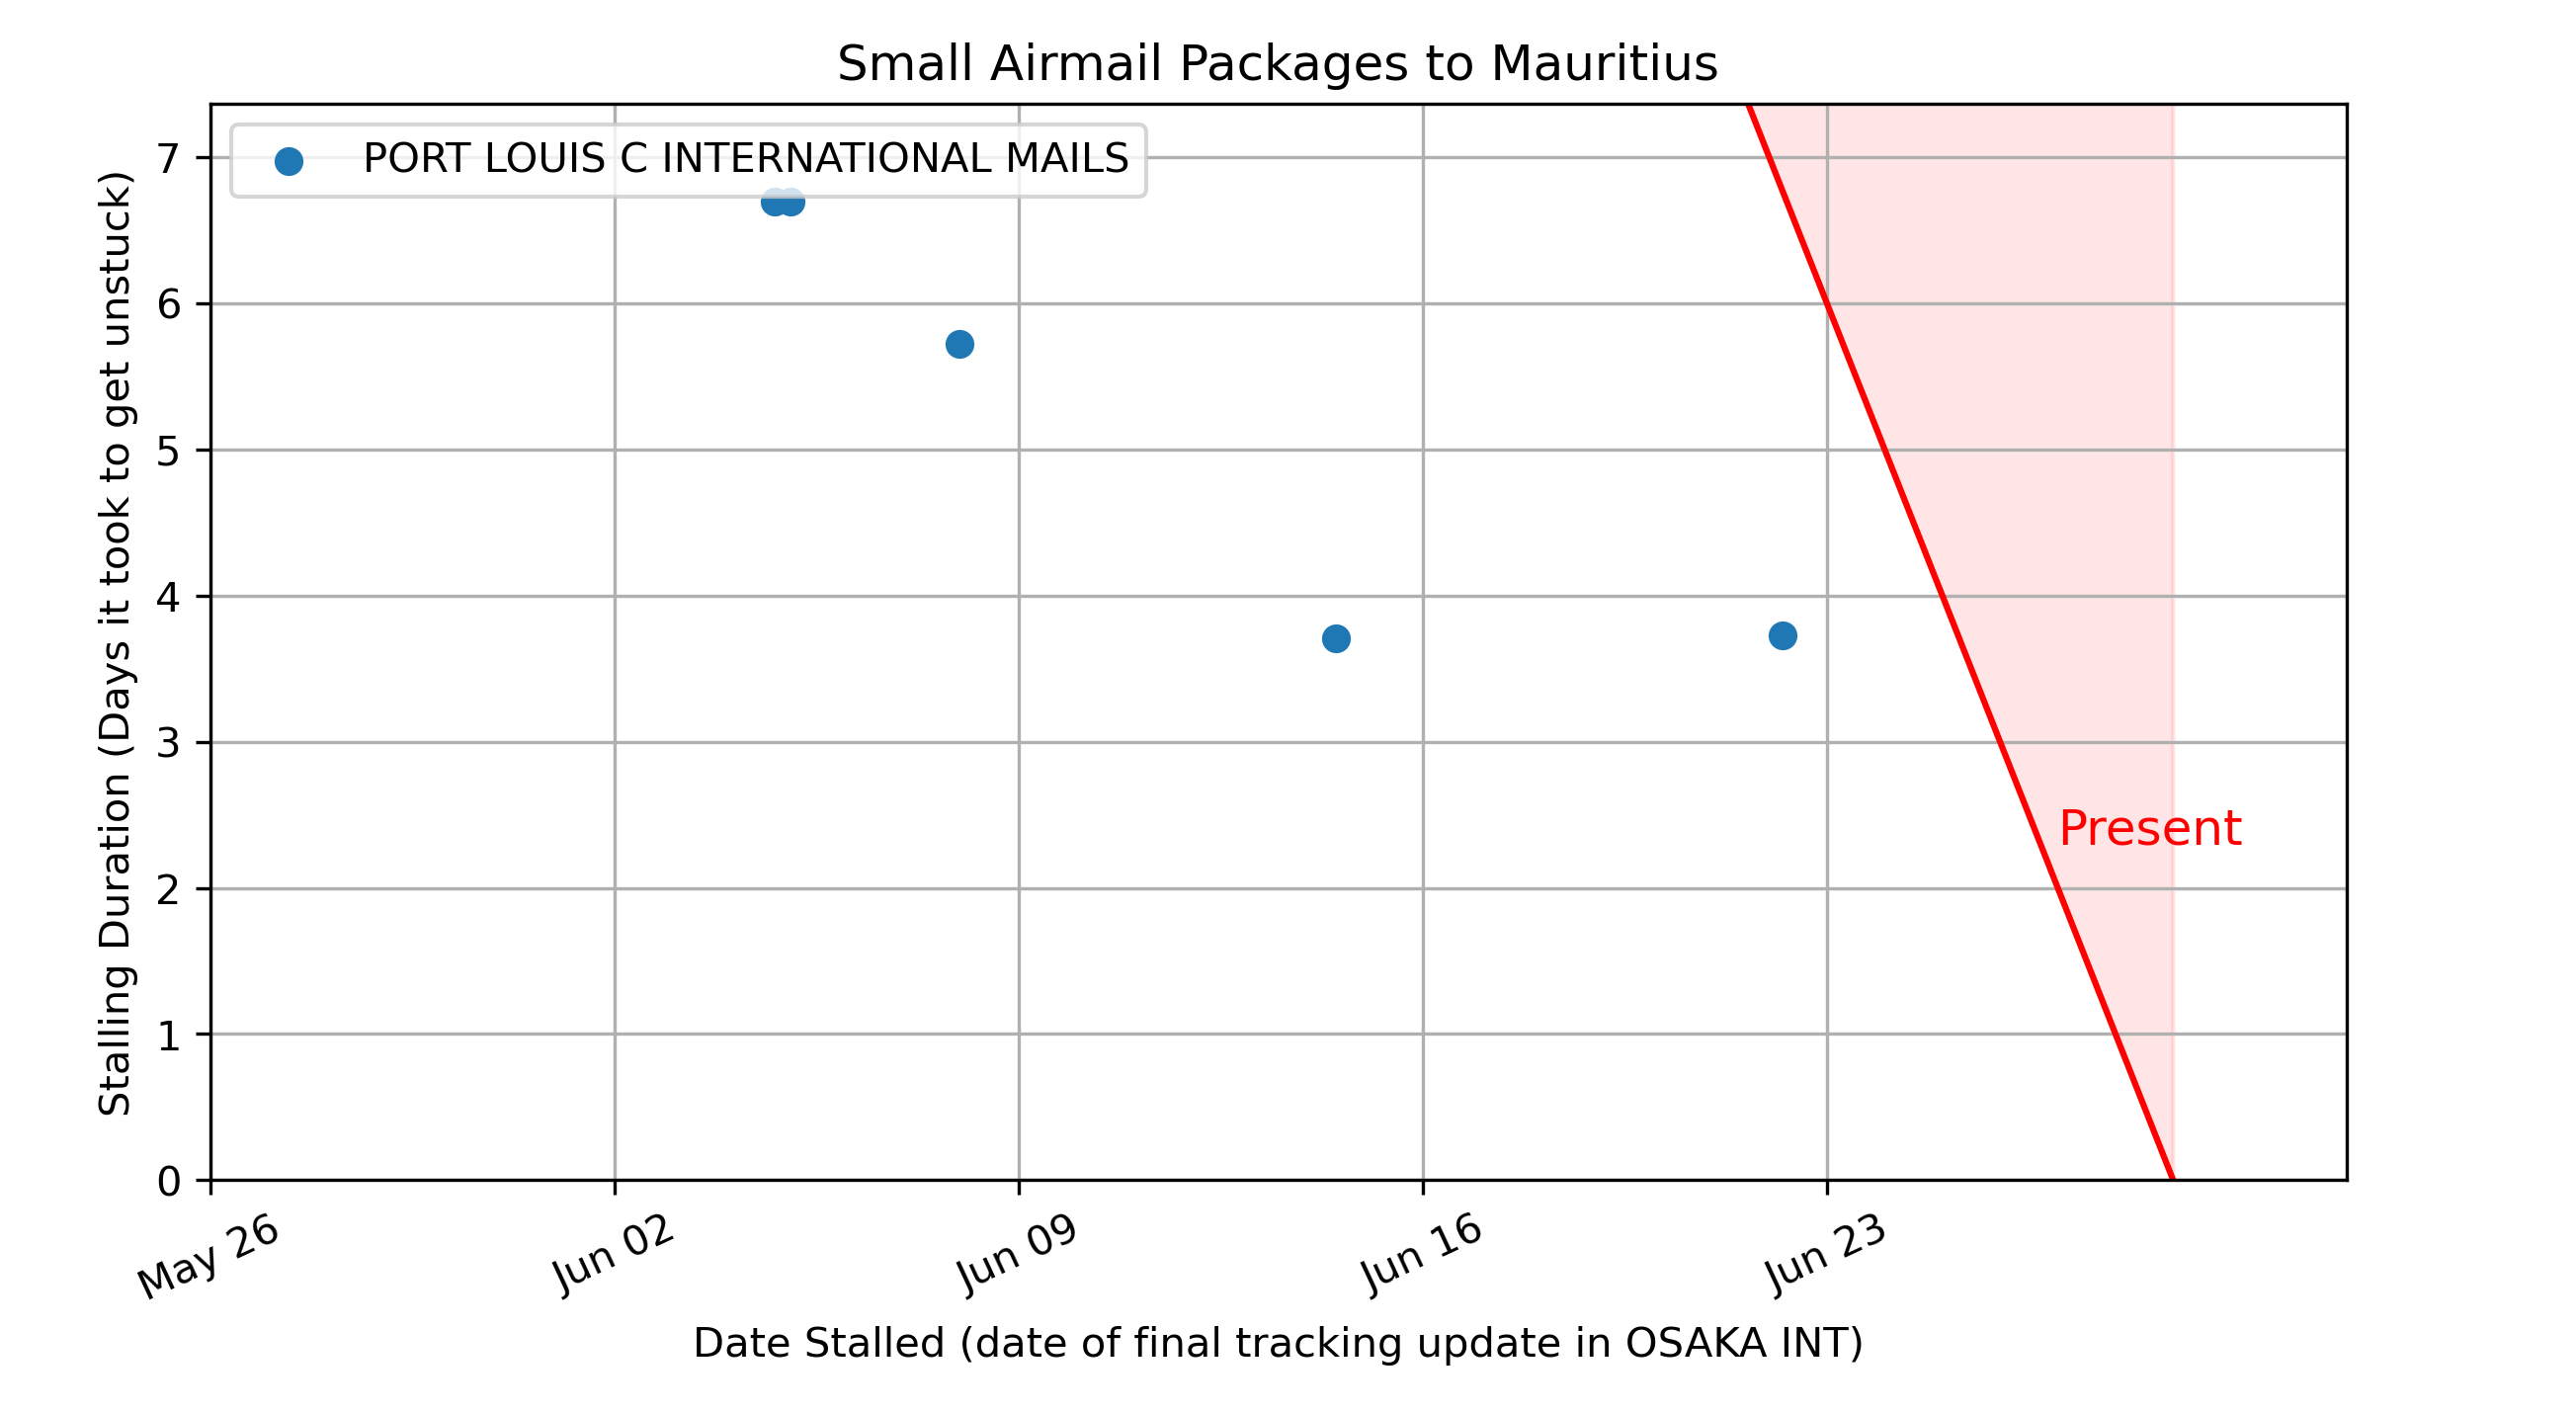 Small Airmail Packages to Mauritius
PORT LOUIS C INTERNATIONAL MAILS
Stalling Duration (Days it took to get unstuck)
7
6
5
4
3
2
1
0
Present
May 26
Jun 02
Jun 09
Jun 16
Jun 23
Date Stalled (date of final tracking update in OSAKA INT)